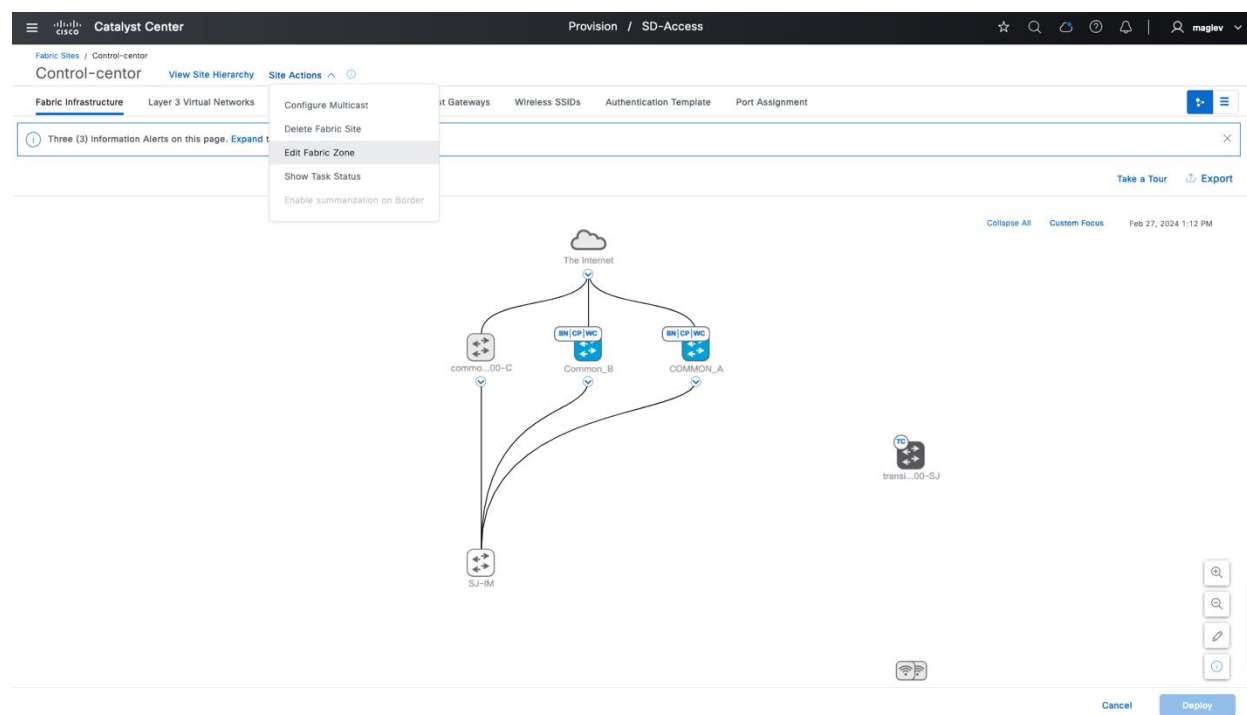 cisco Catalyst Center Provision / SD-Access maglev
Fabric Sites / Control-centor
Control-centor View Site Hierarchy Site Actions
Configure Multicast
Delete Fabric Site
Edit Fabric Zone
Show Task Status
Enable summarization on Border
Fabric Infrastructure Layer 3 Virtual Networks st Gateways Wireless SSIDs Authentication Template Port Assignment
Three (3) Information Alerts on this page. Expand t
Take a Tour Export
Collapse All Custom Focus Feb 27, 2024 1:12 PM
The Internet
BN|CP|WC BN|CP|WC
commo...00-C Common_B COMMON_A
TC
transi...00-SJ
SJ-IM
Cancel Deploy